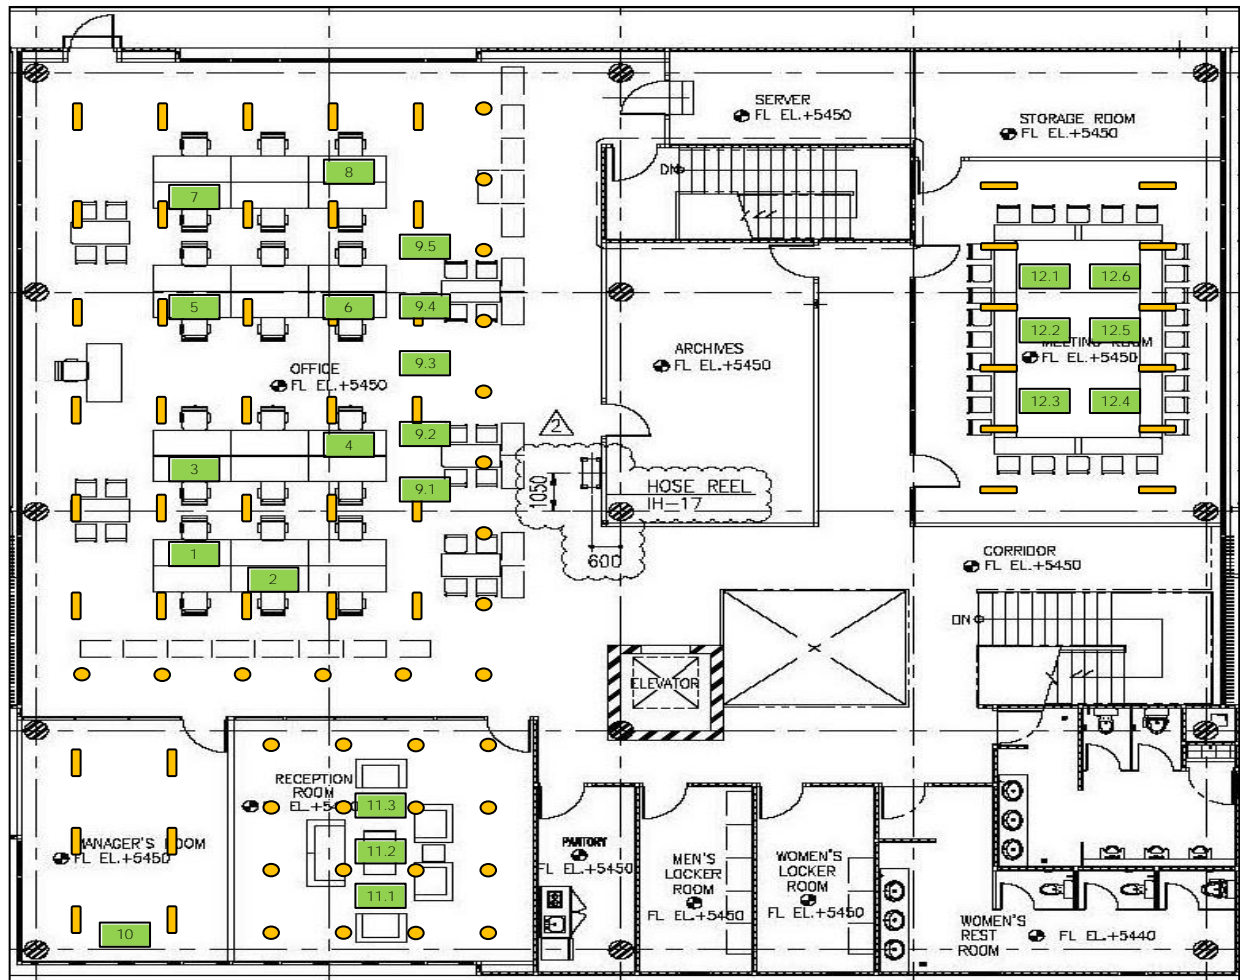 SERVER
FL EL.+5450
STORAGE ROOM
FL EL.+5450
DN
8
7
9.5
12.1
12.6
5
6
9.4
12.2
12.5
MEETING ROOM
FL EL.+5450
ARCHIVES
FL EL.+5450
9.3
OFFICE
FL EL.+5450
12.3
12.4
2
9.2
4
3
9.1
1050
HOSE REEL
IH-17
600
1
2
CORRIDOR
FL EL.+5450
DN
ELEVATOR
RECEPTION
ROOM
11.3
MANAGER'S ROOM
FL EL.+5450
11.2
11.1
10
PANTORY
FL EL.+5450
MEN'S
LOCKER
ROOM
FL EL.+5450
WOMEN'S
LOCKER
ROOM
FL EL.+5450
WOMEN'S
REST
ROOM
FL EL.+5440